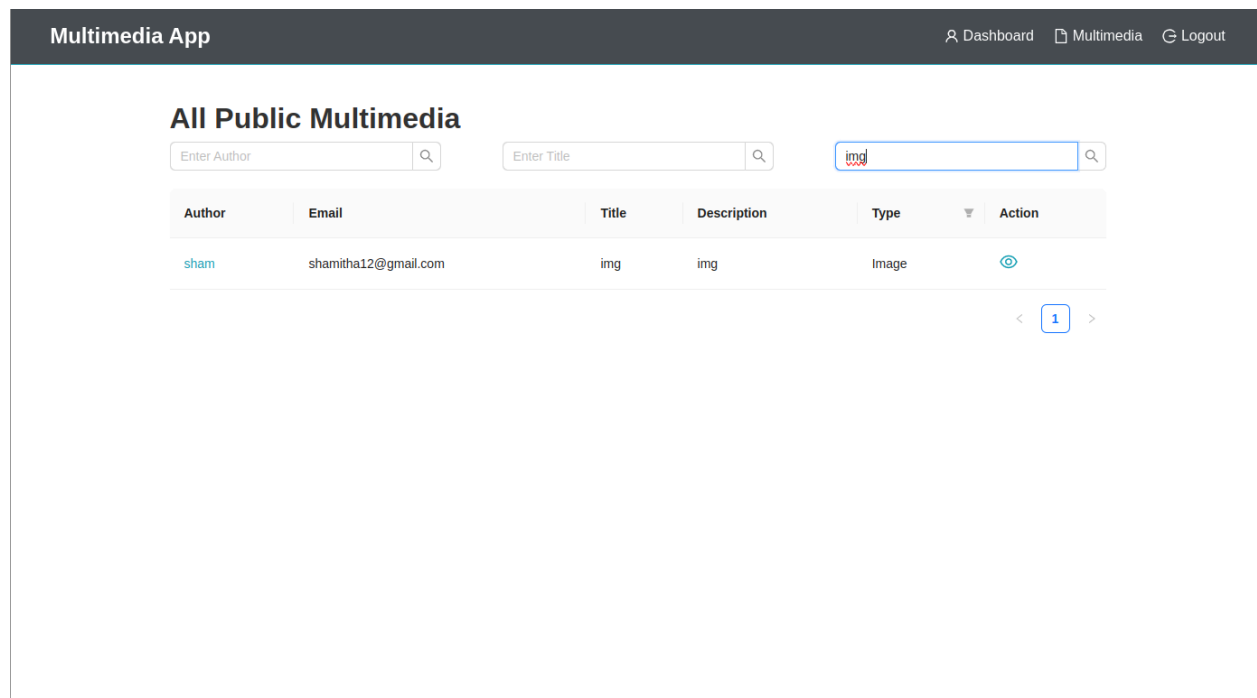 Multimedia App Dashboard Multimedia Logout
All Public Multimedia
Enter Author Enter Title img
Author Email Title Description Type Action
sham shamitha12@gmail.com img img Image
1